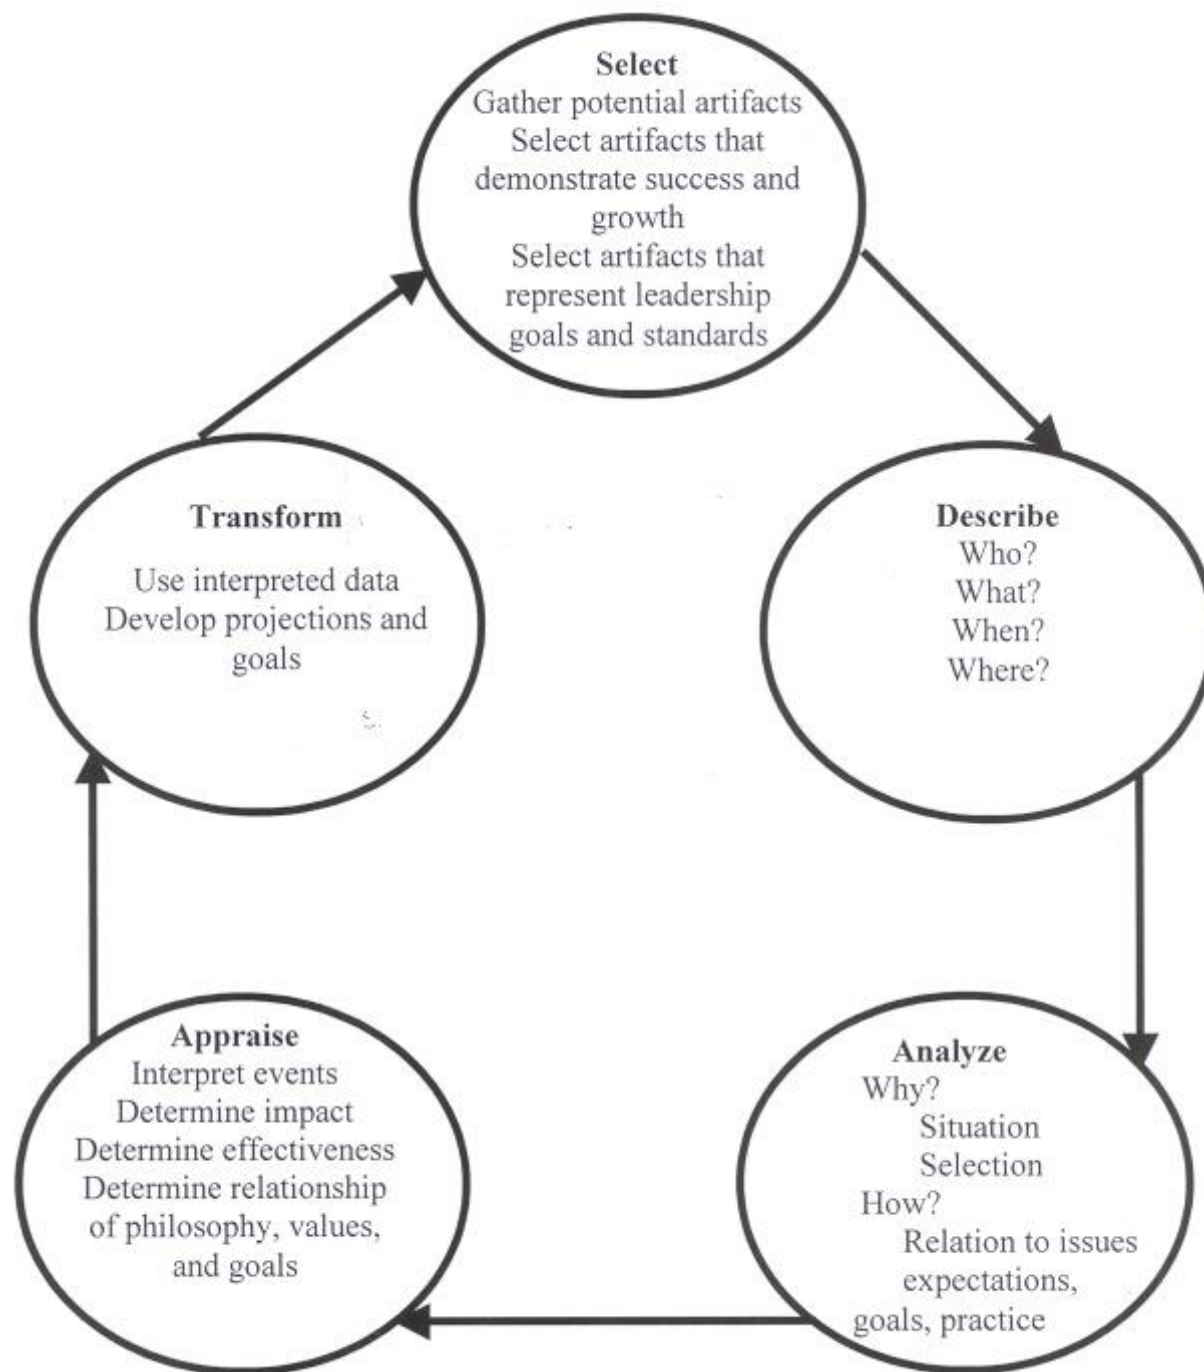 Select
Gather potential artifacts
Select artifacts that
demonstrate success and
growth
Select artifacts that
represent leadership
goals and standards
Describe
Who?
What?
When?
Where?
Analyze
Why?
Situation
Selection
How?
Relation to issues
expectations,
goals, practice
Appraise
Interpret events
Determine impact
Determine effectiveness
Determine relationship
of philosophy, values,
and goals
Transform
Use interpreted data
Develop projections and
goals